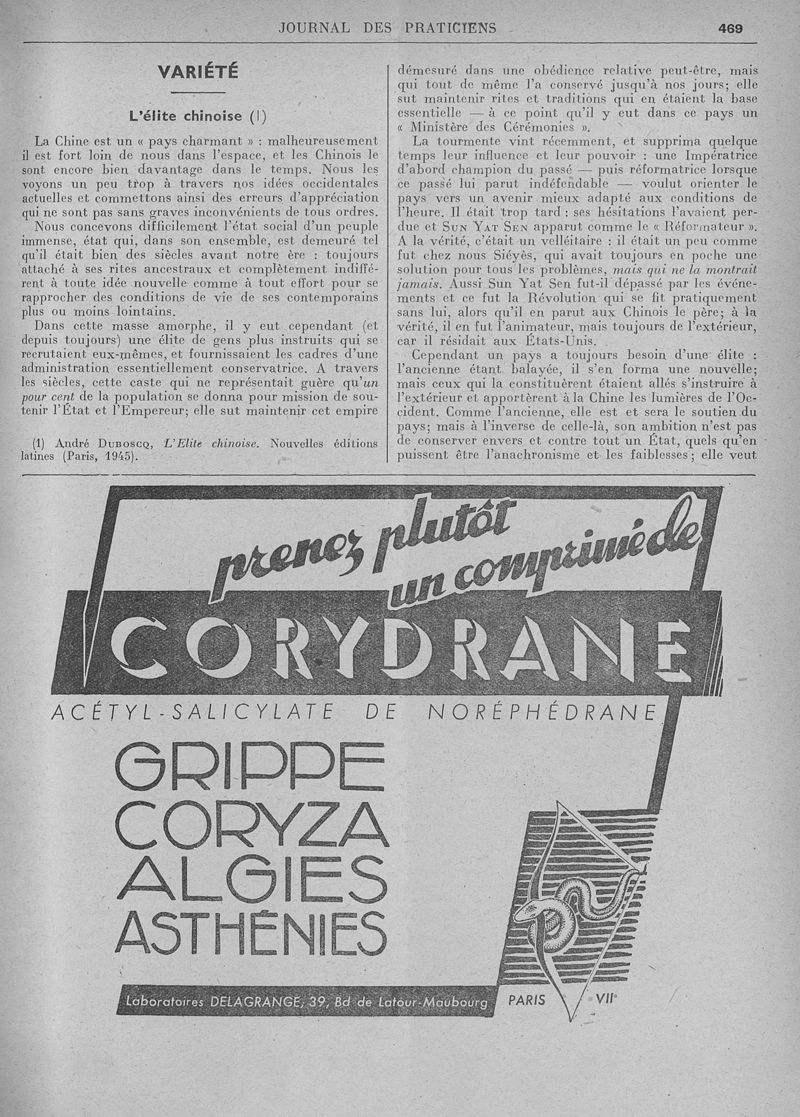 JOURNAL DES PRATICIENS
469
VARIÉTÉ
L'élite chinoise (I)
La Chine est un « pays charmant » : malheureusement
il est fort loin de nous dans l'espace, et les Chinois le
sont encore bien davantage dans le temps. Nous les
voyons un peu trop à travers nos idées occidentales
actuelles et commettons ainsi des erreurs d'appréciation
qui ne sont pas sans graves inconvénients de tous ordres.
Nous concevons difficilement l'état social d'un peuple
immense, état qui, dans son ensemble, est demeuré tel
qu'il était bien des siècles avant notre ère : toujours
attaché à ses rites ancestraux et complètement indiffé-
rent à toute idée nouvelle comme à tout effort pour se
rapprocher des conditions de vie de ses contemporains
plus ou moins lointains.
Dans cette masse amorphe, il y eut cependant (et
depuis toujours) une élite de gens plus instruits qui se
recrutaient eux-mêmes, et fournissaient les cadres d'une
administration essentiellement conservatrice. A travers
les siècles, cette caste qui ne représentait guère qu'un
pour cent de la population se donna pour mission de sou-
tenir l'État et l'Empereur; elle sut maintenir cet empire
(1) André DUBOSCQ, L'Elite chinoise. Nouvelles éditions
latines (Paris, 1945).
démesuré dans une obédience relative peut-être, mais
qui tout de même l'a conservé jusqu'à nos jours; elle
sut maintenir rites et traditions qui en étaient la base
essentielle — à ce point qu'il y eut dans ce pays un
« Ministère des Cérémonies ».
La tourmente vint récemment, et supprima quelque
temps leur influence et leur pouvoir : une Impératrice
d'abord champion du passé — puis réformatrice lorsque
ce passé lui parut indéfendable — voulut orienter le
pays vers un avenir mieux adapté aux conditions de
l'heure. Il était trop tard : ses hésitations l'avaient per-
due et SUN YAT SEN apparut comme le « Réformateur ».
A la vérité, c'était un velléitaire : il était un peu comme
fut chez nous Siéyès, qui avait toujours en poche une
solution pour tous les problèmes, mais qui ne la montrait
jamais. Aussi Sun Yat Sen fut-il dépassé par les événe-
ments et ce fut la Révolution qui se fit pratiquement
sans lui, alors qu'il en parut aux Chinois le père; à la
vérité, il en fut l'animateur, mais toujours de l'extérieur,
car il résidait aux États-Unis.
Cependant un pays a toujours besoin d'une élite :
l'ancienne étant balayée, il s'en forma une nouvelle;
mais ceux qui la constituèrent étaient allés s'instruire à
l'extérieur et apportèrent à la Chine les lumières de l'Oc-
cident. Comme l'ancienne, elle est et sera le soutien du
pays; mais à l'inverse de celle-là, son ambition n'est pas
de conserver envers et contre tout un État, quels qu'en
puissent être l'anachronisme et les faiblesses; elle veut
prenez plutôt
un comprimé de
CORYDRANE
ACÉTYL-SALICYLATE DE NORÉPHÉDRANE
GRIPPE
CORYZA
ALGIES
ASTHÉNIES
Laboratoires DELAGRANGE, 39, Bd de Latour-Maubourg PARIS VIIe